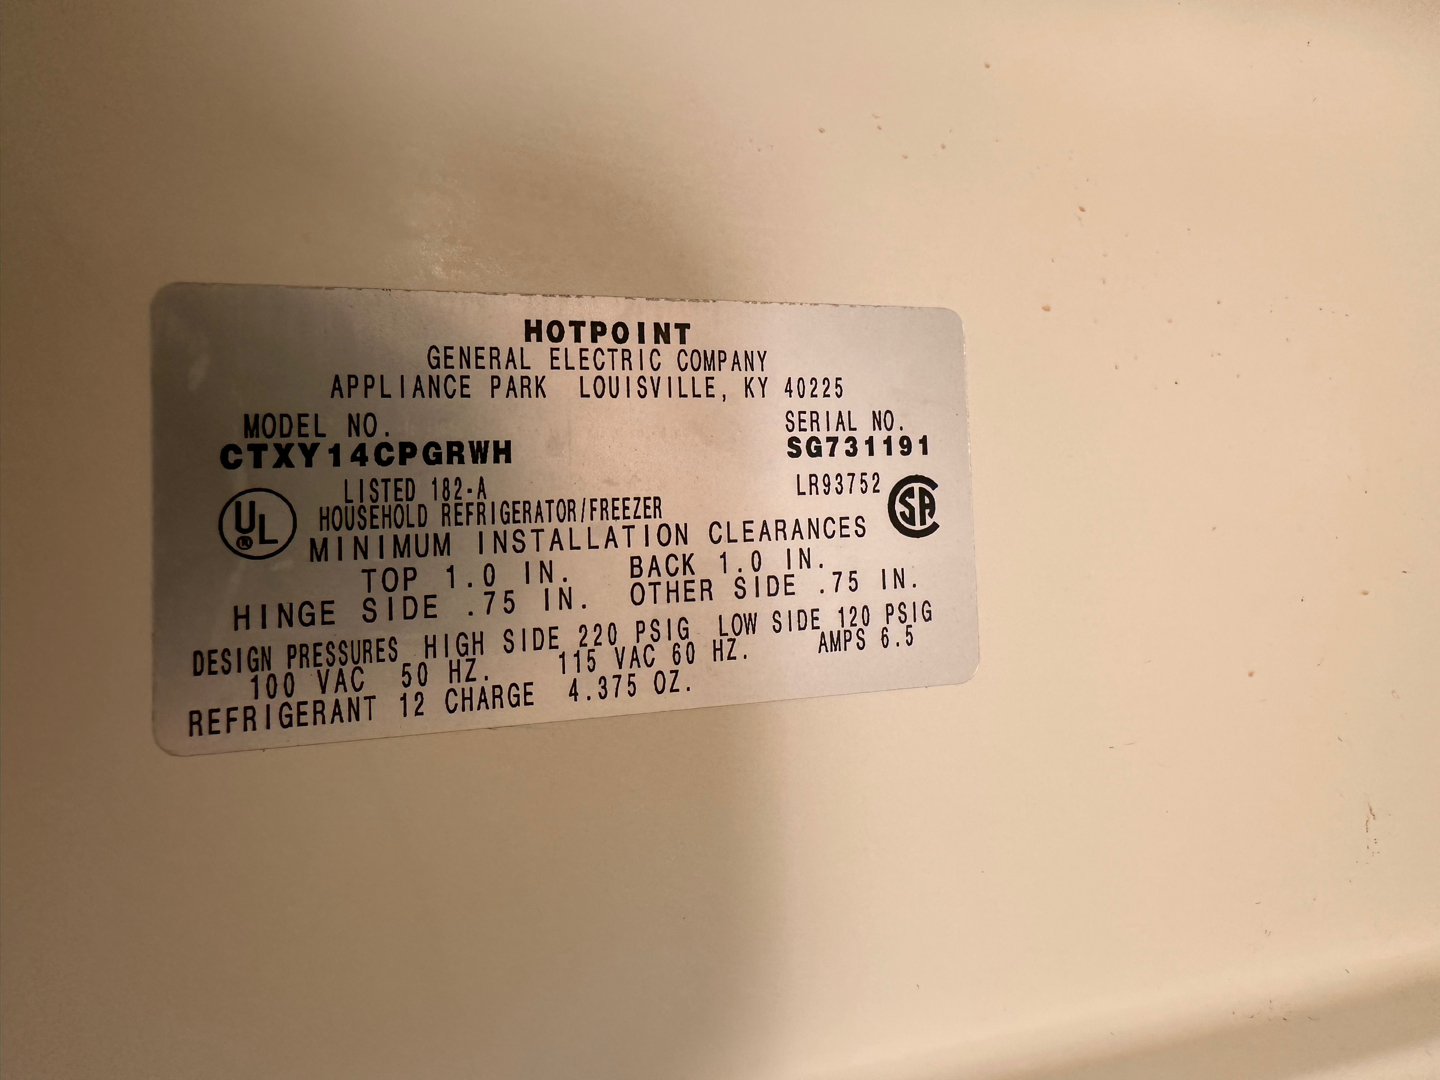 HOTPOINT
GENERAL ELECTRIC COMPANY
APPLIANCE PARK LOUISVILLE, KY 40225
MODEL NO. SERIAL NO.
CTXY14CPGRWH SG731191
LISTED 182-A LR93752
UL® HOUSEHOLD REFRIGERATOR/FREEZER SA
MINIMUM INSTALLATION CLEARANCES
TOP 1.0 IN. BACK 1.0 IN.
HINGE SIDE .75 IN. OTHER SIDE .75 IN.
DESIGN PRESSURES HIGH SIDE 220 PSIG LOW SIDE 120 PSIG
100 VAC 50 HZ. 115 VAC 60 HZ. AMPS 6.5
REFRIGERANT 12 CHARGE 4.375 OZ.